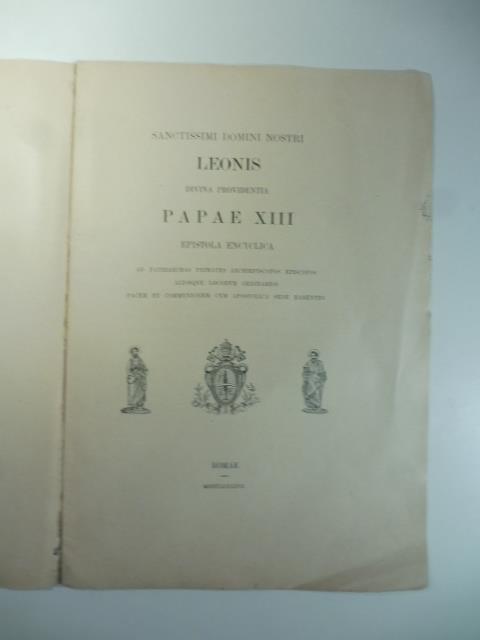 SANCTISSIMI DOMINI NOSTRI
LEONIS
DIVINA PROVIDENTIA
PAPAE XIII
EPISTOLA ENCYCLICA
AD PATRIARCHAS PRIMATES ARCHIEPISCOPOS EPISCOPOS
ALIOSQUE LOCORUM ORDINARIOS
PACEM ET COMMUNIONEM CUM APOSTOLICA SEDE HABENTES
ROMAE